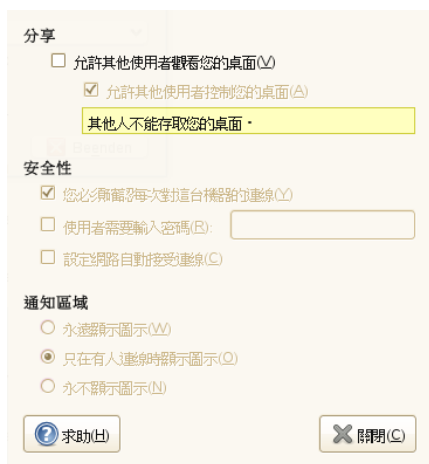 分享
允許其他使用者觀看您的桌面(V)
允許其他使用者控制您的桌面(A)
其他人不能存取您的桌面。
安全性
您必須確認每次對這台機器的連線(Y)
使用者需要輸入密碼(R):
設定網路自動接受連線(C)
通知區域
永遠顯示圖示(W)
只在有人連線時顯示圖示(O)
永不顯示圖示(N)
求助(H)
關閉(C)